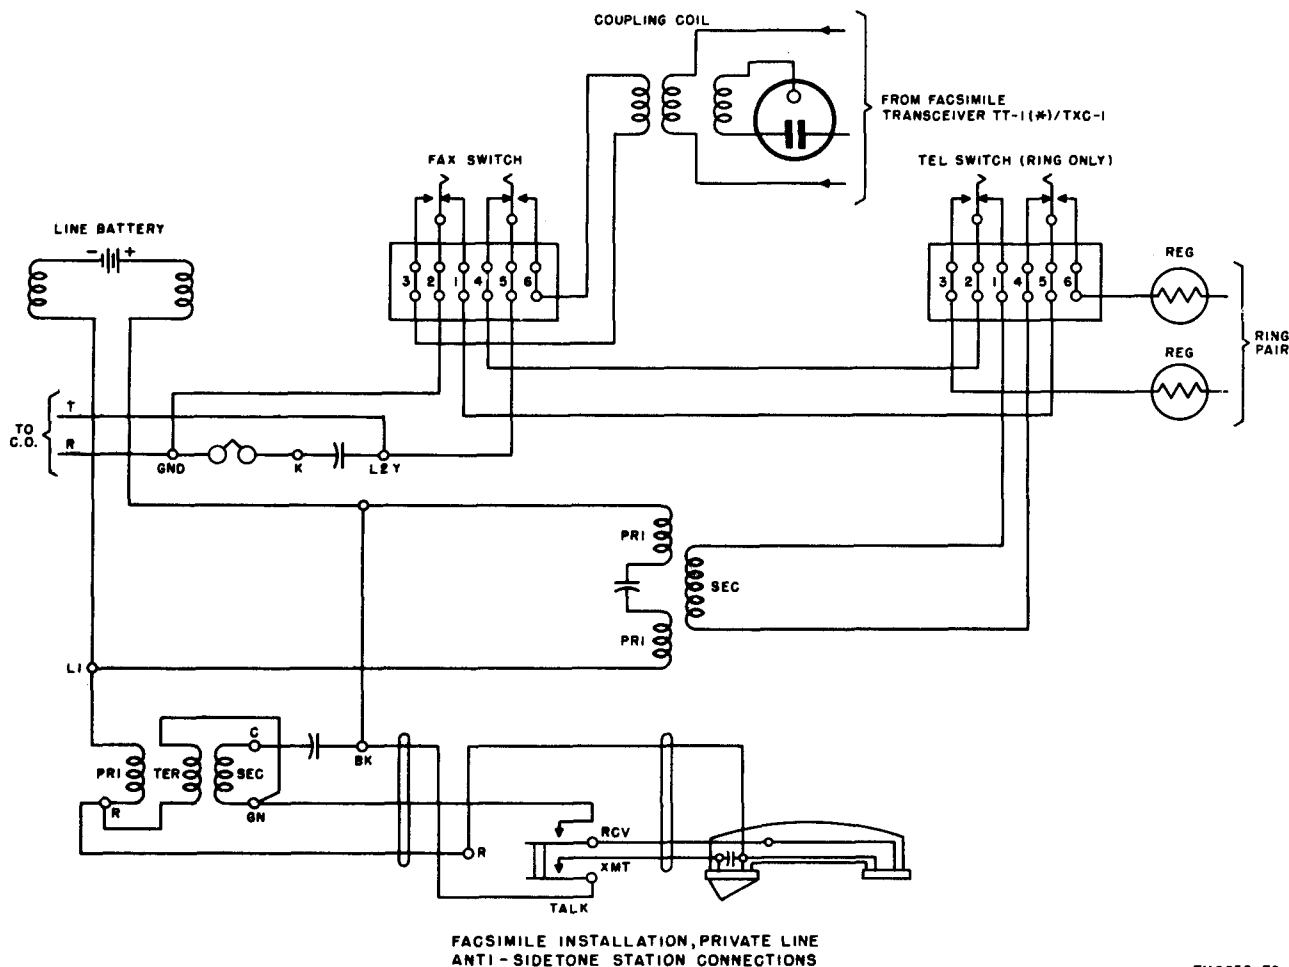 COUPLING COIL
FROM FACSIMILE
TRANSCEIVER TT-1(*)/TXC-1
FAX SWITCH
TEL SWITCH (RING ONLY)
LINE BATTERY
- +
3 2 1 4 5 6
3 2 1 4 5 6
REG
REG
RING
PAIR
TO
C.O.
T
R
GND
K
L2 Y
PRI
SEC
PRI
L1
PRI
TER
SEC
C
BK
R
GN
R
RCV
XMT
TALK
FACSIMILE INSTALLATION, PRIVATE LINE
ANTI-SIDETONE STATION CONNECTIONS